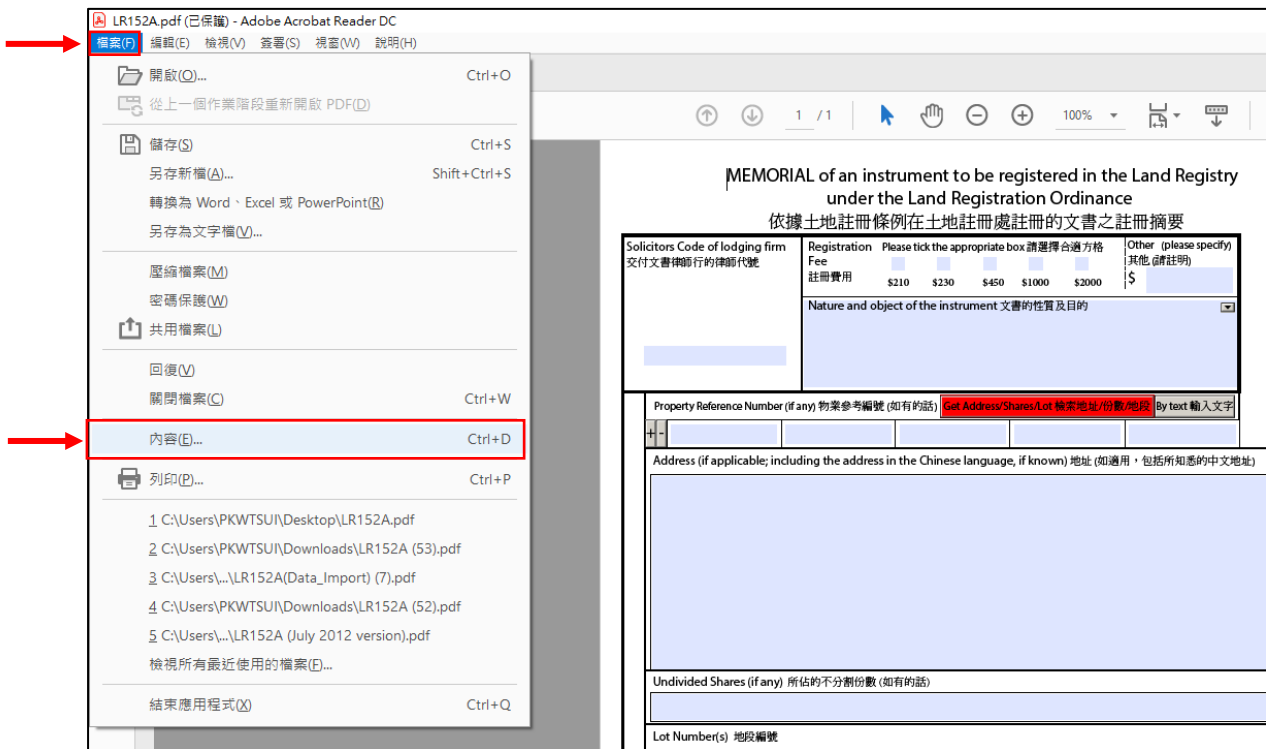 LR152A.pdf (已保護) - Adobe Acrobat Reader DC
檔案(F) 編輯(E) 檢視(V) 簽署(S) 視窗(W) 說明(H)
開啟(O)... Ctrl+O
從上一個作業階段重新開啟 PDF(D)
儲存(S) Ctrl+S
另存新檔(A)... Shift+Ctrl+S
轉換為 Word、Excel 或 PowerPoint(R)
另存為文字檔(V)...
壓縮檔案(M)
密碼保護(W)
共用檔案(L)
回復(V)
關閉檔案(C) Ctrl+W
內容(E)... Ctrl+D
列印(P)... Ctrl+P
1 C:\Users\PKWTSUI\Desktop\LR152A.pdf
2 C:\Users\PKWTSUI\Downloads\LR152A (53).pdf
3 C:\Users\...\LR152A(Data_Import) (7).pdf
4 C:\Users\PKWTSUI\Downloads\LR152A (52).pdf
5 C:\Users\...\LR152A (July 2012 version).pdf
檢視所有最近使用的檔案(F)...
結束應用程式(X) Ctrl+Q
1 / 1 100%
MEMORIAL of an instrument to be registered in the Land Registry
under the Land Registration Ordinance
依據土地註冊條例在土地註冊處註冊的文書之註冊摘要
Solicitors Code of lodging firm
交付文書律師行的律師代號
Registration Please tick the appropriate box 請選擇合適方格
Fee
註冊費用
$210 $230 $450 $1000 $2000
Other (please specify)
其他 (請註明)
$
Nature and object of the instrument 文書的性質及目的
Property Reference Number (if any) 物業參考編號 (如有的話) Get Address/Shares/Lot 檢索地址/份數/地段 By text 輸入文字
+ -
Address (if applicable; including the address in the Chinese language, if known) 地址 (如適用，包括所知悉的中文地址)
Undivided Shares (if any) 所佔的不分割份數 (如有的話)
Lot Number(s) 地段編號